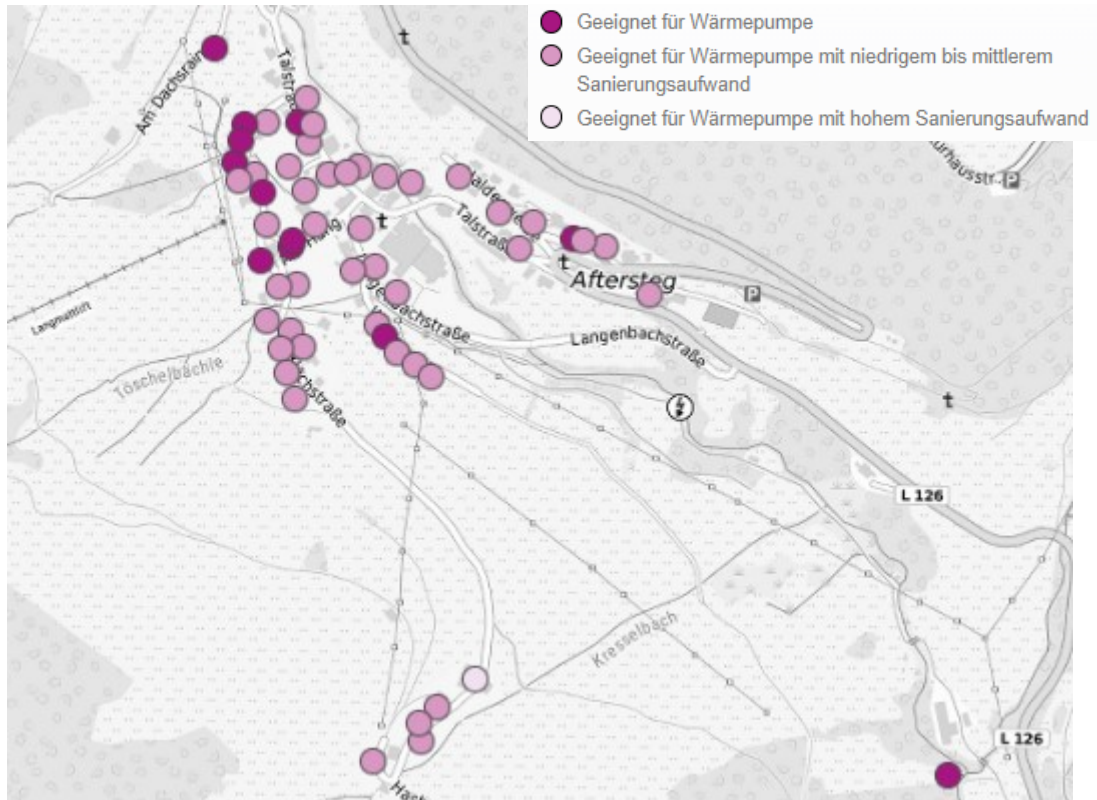 Geeignet für Wärmepumpe
Geeignet für Wärmepumpe mit niedrigem bis mittlerem
Sanierungsaufwand
Geeignet für Wärmepumpe mit hohem Sanierungsaufwand
Am Dachsrain
P
Talstraße
Aftersteg
P
Langmattlift
Langenbachstraße
Töschelbächle
L 126
Kresselbach
L 126